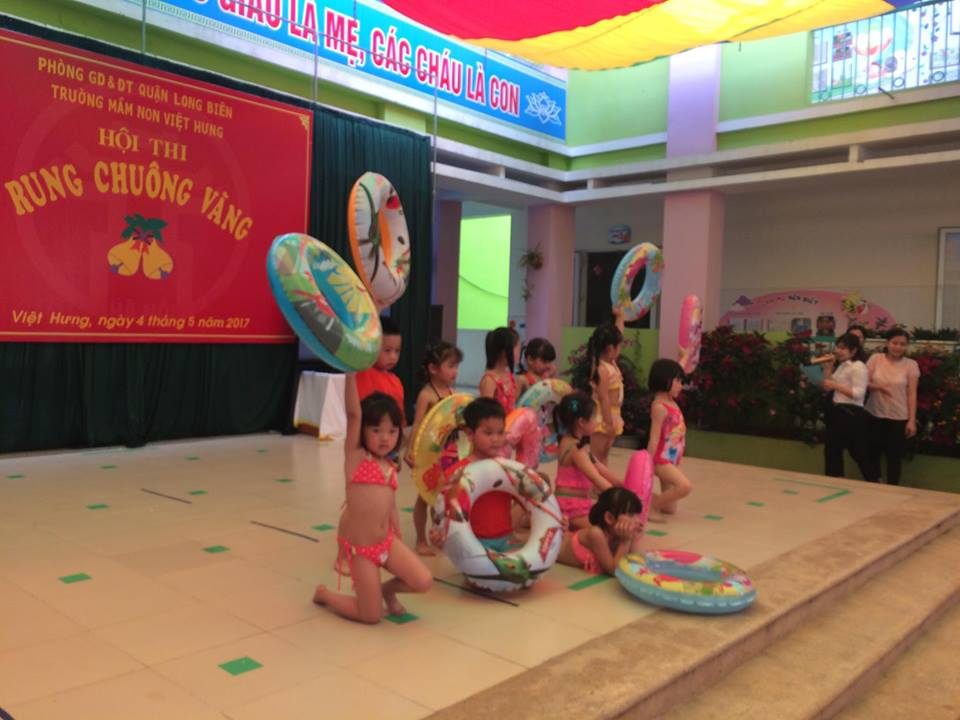 GIÁO LÀ MẸ, CÁC CHÁU LÀ CON
PHÒNG GD&ĐT QUẬN LONG BIÊN
TRƯỜNG MẦM NON VIỆT HƯNG
HỘI THI
RUNG CHUÔNG VÀNG
Việt Hưng, ngày 4 tháng 5 năm 2017